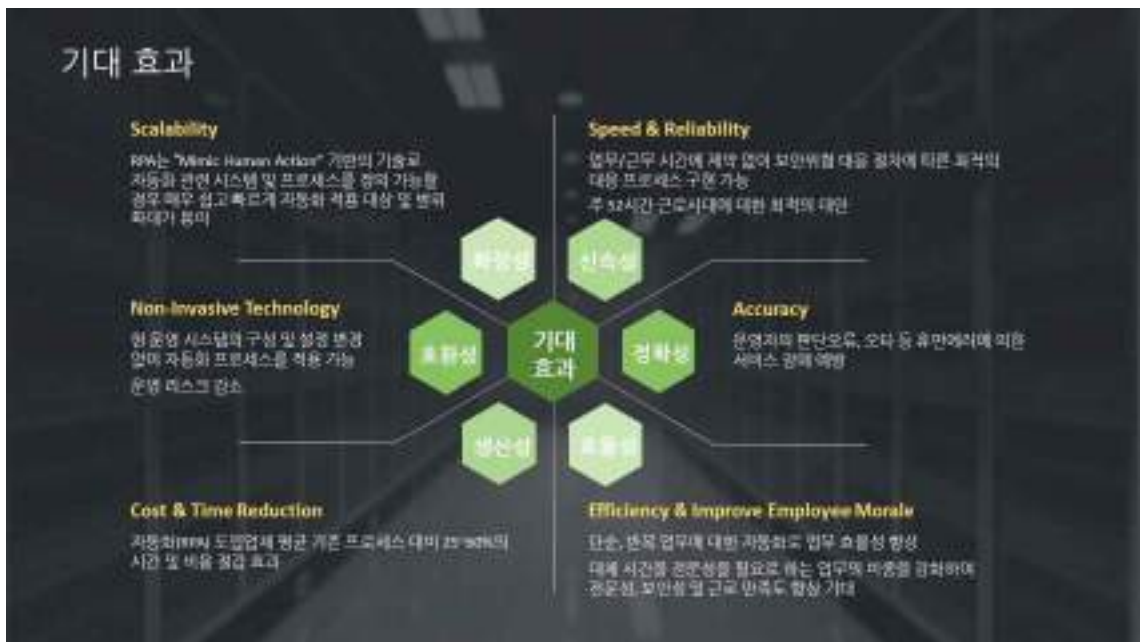 기대 효과
Scalability
RPA는 "Mimic Human Action" 기반의 기술로
자동화 관련 시스템 및 프로세스를 정의 가능할
경우 매우 쉽고 빠르게 자동화 적용 대상 및 범위
확대가 용이
Speed & Reliability
업무/근무 시간에 제약 없이 보안위협 대응 절차에 따른 최적의
대응 프로세스 구현 가능
주 52시간 근로시대에 대한 최적의 대안
확장성
신속성
Non-Invasive Technology
현 운영 시스템의 구성 및 설정 변경
없이 자동화 프로세스를 적용 가능
운영 리스크 감소
호환성
기대
효과
정확성
Accuracy
운영자의 판단오류, 오타 등 휴먼에러에 의한
서비스 장애 예방
생산성
효율성
Cost & Time Reduction
자동화(RPA) 도입업체 평균 기존 프로세스 대비 25~50%의
시간 및 비용 절감 효과
Efficiency & Improve Employee Morale
단순, 반복 업무에 대한 자동화로 업무 효율성 향상
대체 시간을 전문성을 필요로 하는 업무의 비중을 강화하여
전문성, 보안성 및 근로 만족도 향상 기대